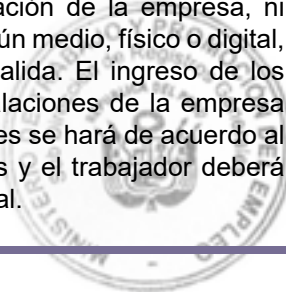 ación de la empresa, ni
ún medio, físico o digital,
alida. El ingreso de los
laciones de la empresa
es se hará de acuerdo al
s y el trabajador deberá
al.